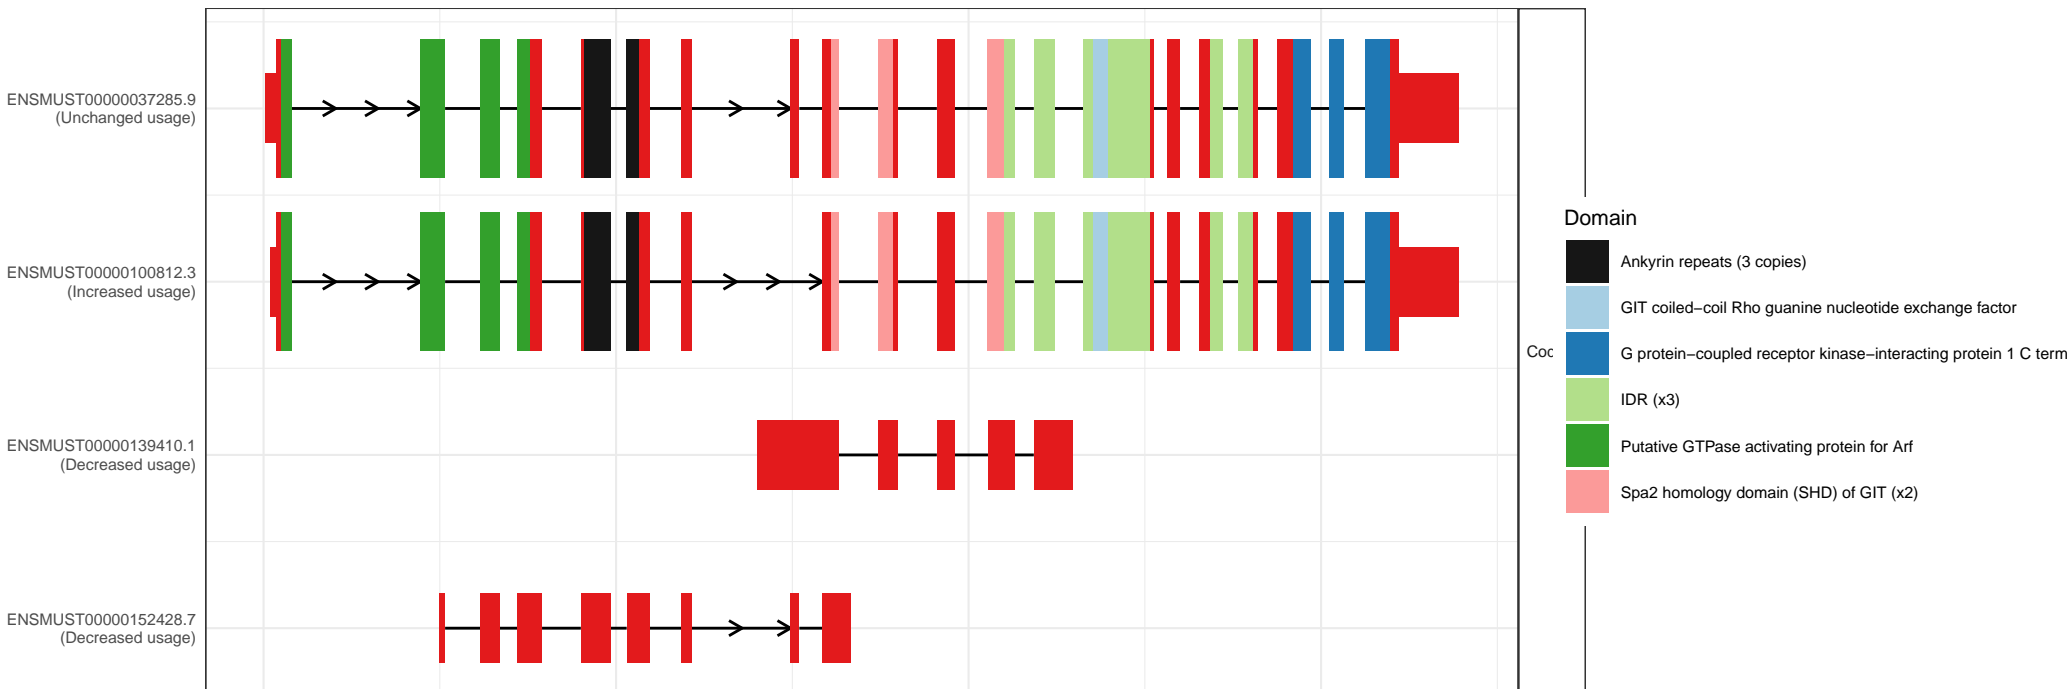 ENSMUST00000037285.9
(Unchanged usage)
ENSMUST00000100812.3
(Increased usage)
ENSMUST00000139410.1
(Decreased usage)
ENSMUST00000152428.7
(Decreased usage)
Coc
Domain
Ankyrin repeats (3 copies)
GIT coiled−coil Rho guanine nucleotide exchange factor
G protein−coupled receptor kinase−interacting protein 1 C term
IDR (x3)
Putative GTPase activating protein for Arf
Spa2 homology domain (SHD) of GIT (x2)